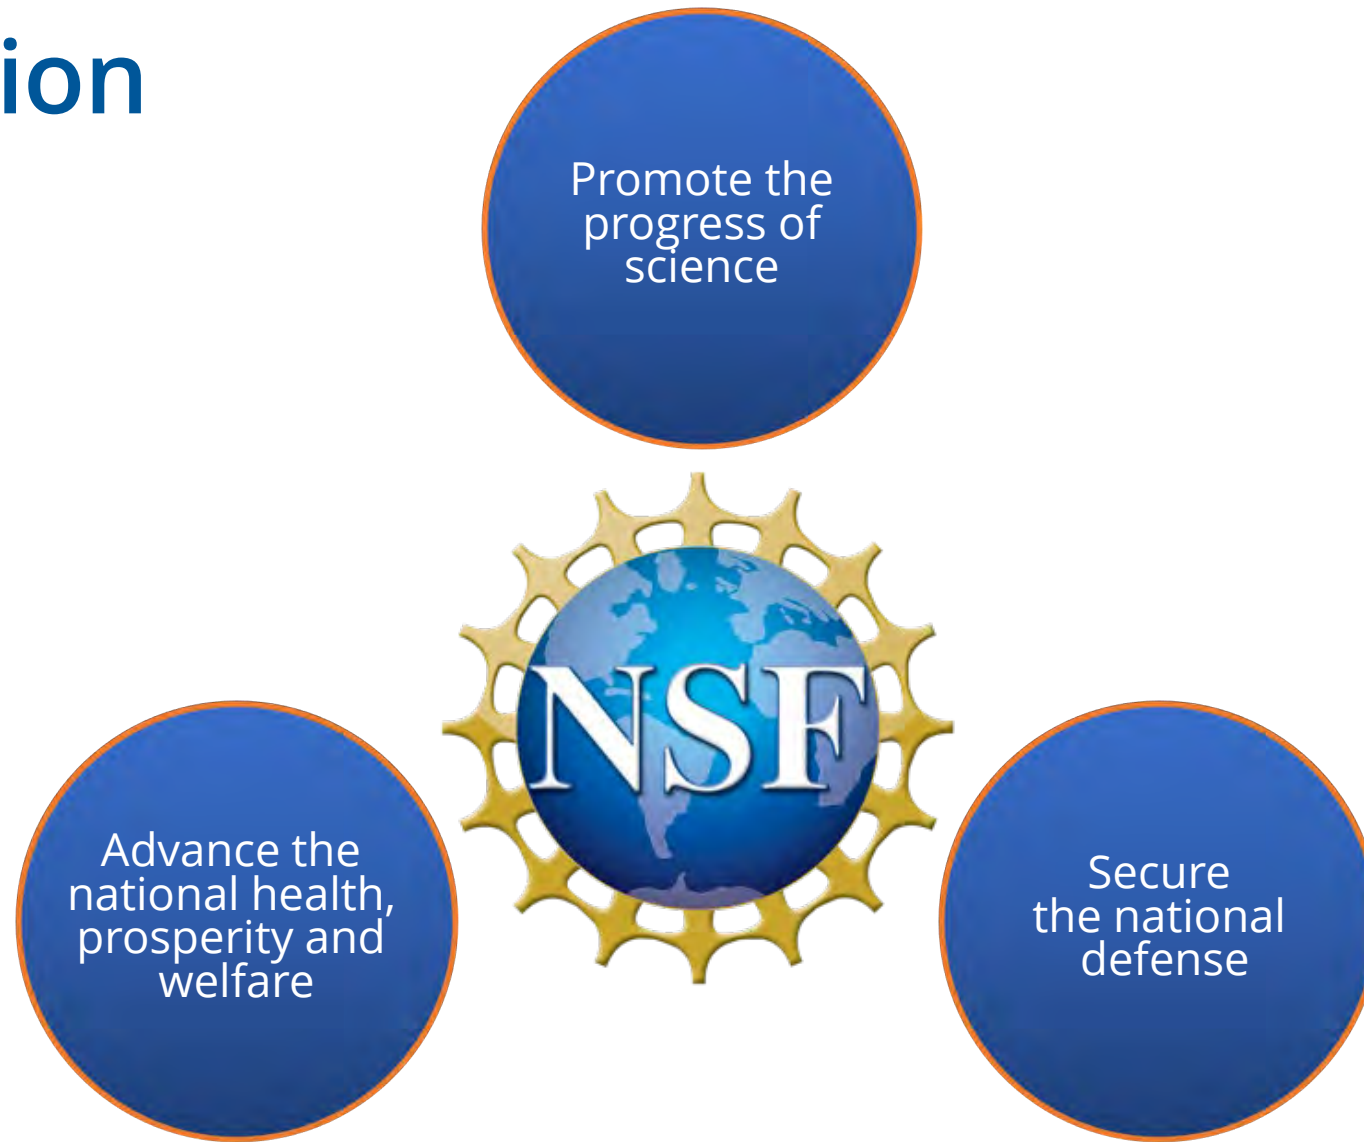 ion
Promote the
progress of
science
NSF
Advance the
national health,
prosperity and
welfare
Secure
the national
defense